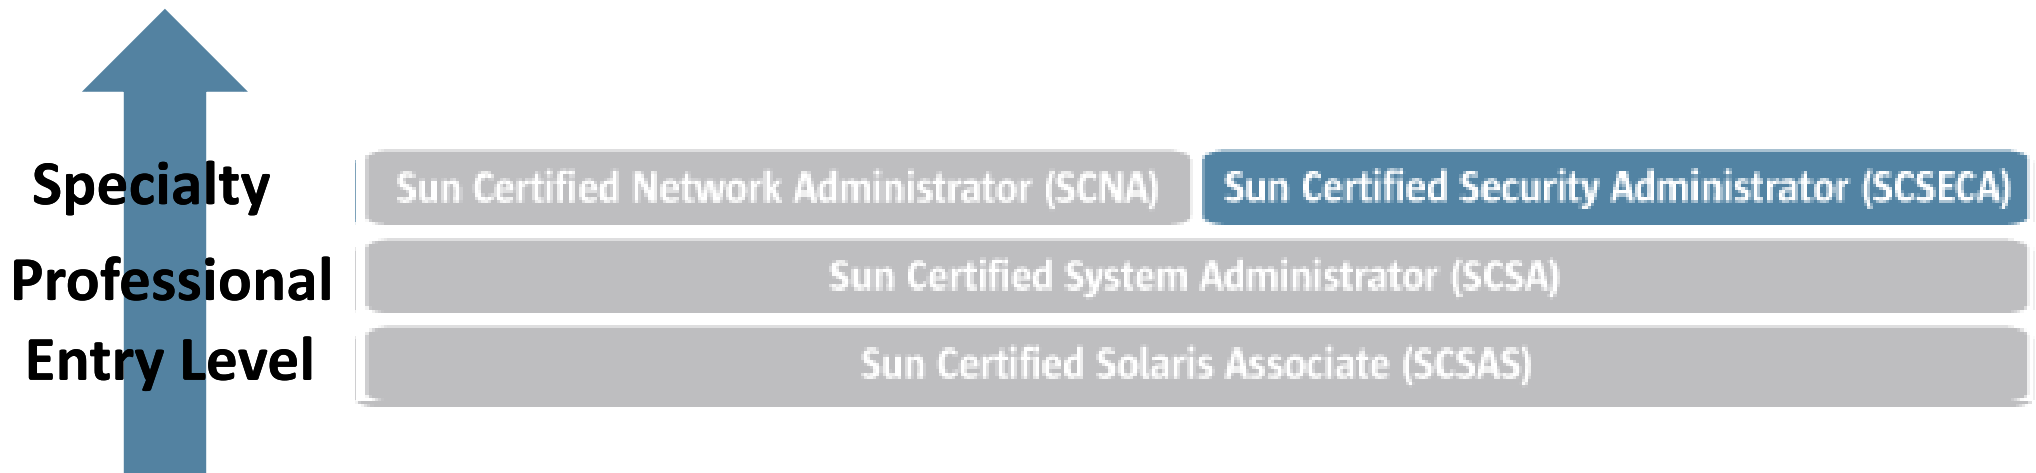 Specialty
Sun Certified Network Administrator (SCNA)
Sun Certified Security Administrator (SCSECA)
Professional
Sun Certified System Administrator (SCSA)
Entry Level
Sun Certified Solaris Associate (SCSAS)